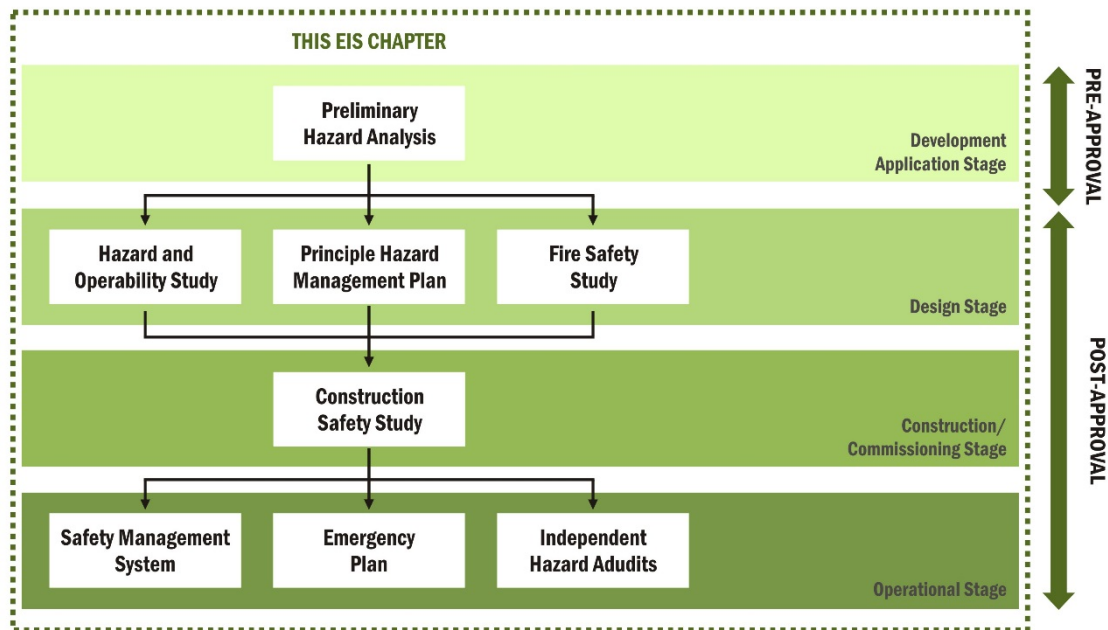 THIS EIS CHAPTER
Preliminary
Hazard Analysis
Development
Application Stage
PRE-APPROVAL
Hazard and
Operability Study
Principle Hazard
Management Plan
Fire Safety
Study
Design Stage
Construction
Safety Study
Construction/
Commissioning Stage
POST-APPROVAL
Safety Management
System
Emergency
Plan
Independent
Hazard Adudits
Operational Stage